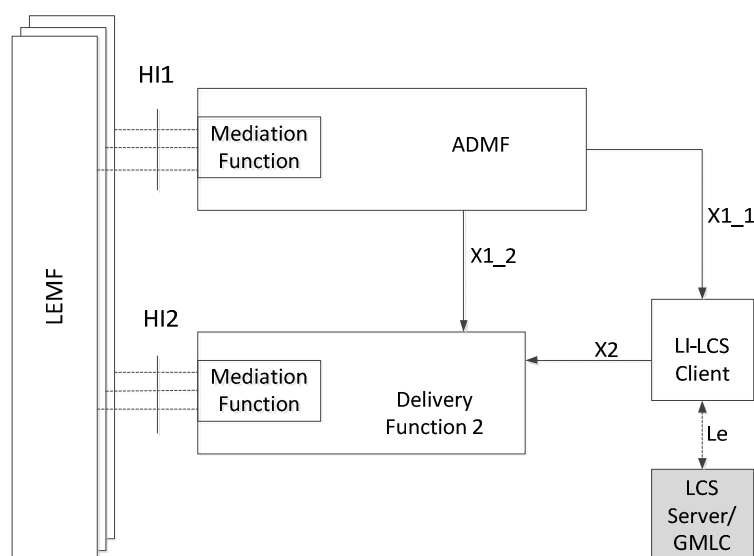 HI1
Mediation
Function
ADMF
X1_1
X1_2
LEMF
HI2
Mediation
Function
Delivery
Function 2
X2
LI-LCS
Client
Le
LCS
Server/
GMLC